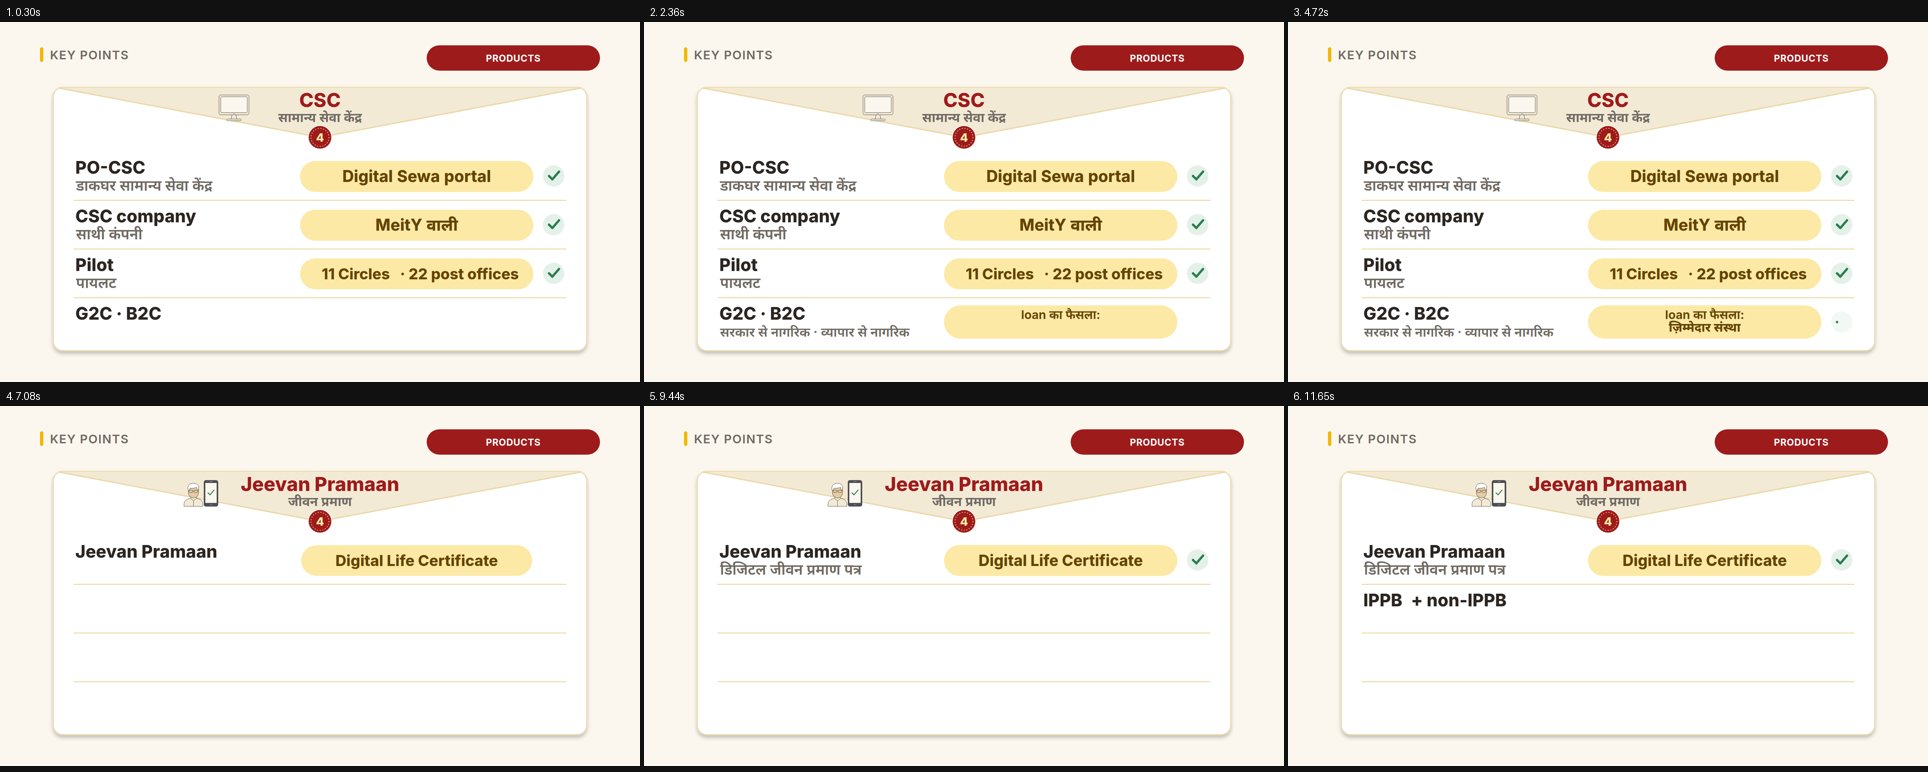 1. 0.30s
KEY POINTS
PRODUCTS
CSC
सामान्य सेवा केंद्र
4
PO-CSC
डाकघर सामान्य सेवा केंद्र
Digital Sewa portal
CSC company
साथी कंपनी
MeitY वाली
Pilot
पायलट
11 Circles · 22 post offices
G2C · B2C
2. 2.36s
KEY POINTS
PRODUCTS
CSC
सामान्य सेवा केंद्र
4
PO-CSC
डाकघर सामान्य सेवा केंद्र
Digital Sewa portal
CSC company
साथी कंपनी
MeitY वाली
Pilot
पायलट
11 Circles · 22 post offices
G2C · B2C
सरकार से नागरिक · व्यापार से नागरिक
loan का फैसला:
3. 4.72s
KEY POINTS
PRODUCTS
CSC
सामान्य सेवा केंद्र
4
PO-CSC
डाकघर सामान्य सेवा केंद्र
Digital Sewa portal
CSC company
साथी कंपनी
MeitY वाली
Pilot
पायलट
11 Circles · 22 post offices
G2C · B2C
सरकार से नागरिक · व्यापार से नागरिक
loan का फैसला:
ज़िम्मेदार संस्था
4. 7.08s
KEY POINTS
PRODUCTS
Jeevan Pramaan
जीवन प्रमाण
4
Jeevan Pramaan
Digital Life Certificate
5. 9.44s
KEY POINTS
PRODUCTS
Jeevan Pramaan
जीवन प्रमाण
4
Jeevan Pramaan
डिजिटल जीवन प्रमाण पत्र
Digital Life Certificate
6. 11.65s
KEY POINTS
PRODUCTS
Jeevan Pramaan
जीवन प्रमाण
4
Jeevan Pramaan
डिजिटल जीवन प्रमाण पत्र
Digital Life Certificate
IPPB + non-IPPB